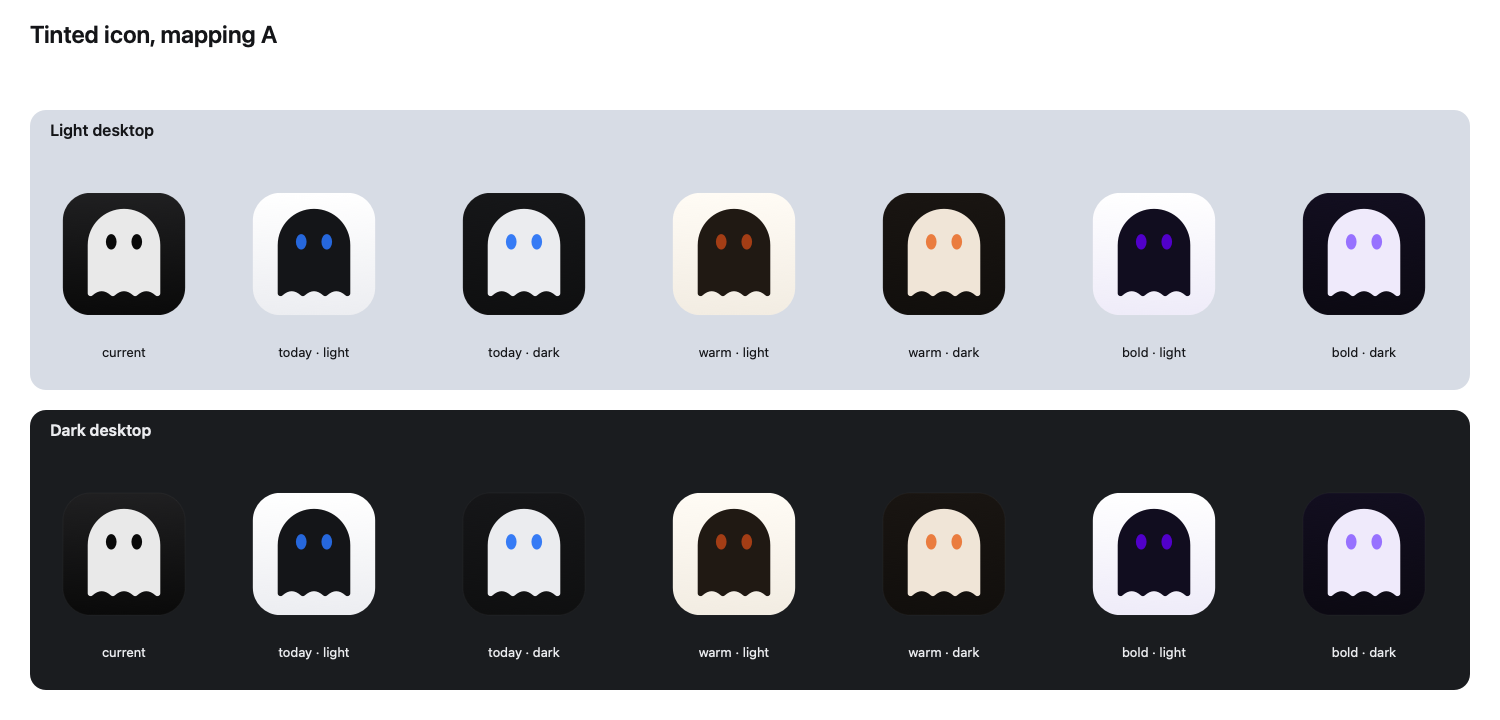 Tinted icon, mapping A
Light desktop
current
today · light
today · dark
warm · light
warm · dark
bold · light
bold · dark
Dark desktop
current
today · light
today · dark
warm · light
warm · dark
bold · light
bold · dark